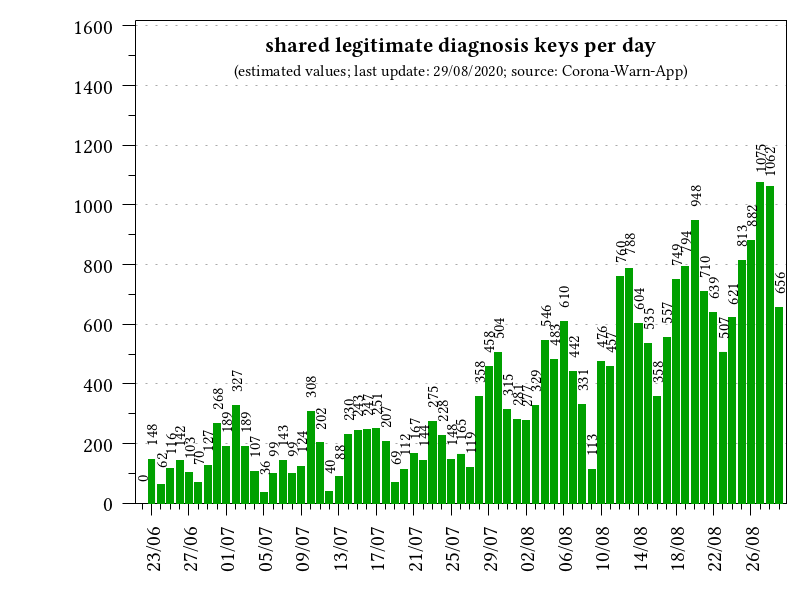 shared legitimate diagnosis keys per day
(estimated values; last update: 29/08/2020; source: Corona-Warn-App)
1600
1400
1200
1000
800
600
400
200
0
0 148 62 116 142 103 70 127 268 189 327 189 107 36 99 143 99 124 308 202 40 88 230 243 247 251 207 69 112 167 144 275 228 148 165 119 358 458 504 315 281 277 329 546 483 610 442 331 113 476 457 760 788 604 535 358 557 749 794 948 710 639 507 621 813 882 1075 1062 656
23/06 27/06 01/07 05/07 09/07 13/07 17/07 21/07 25/07 29/07 02/08 06/08 10/08 14/08 18/08 22/08 26/08